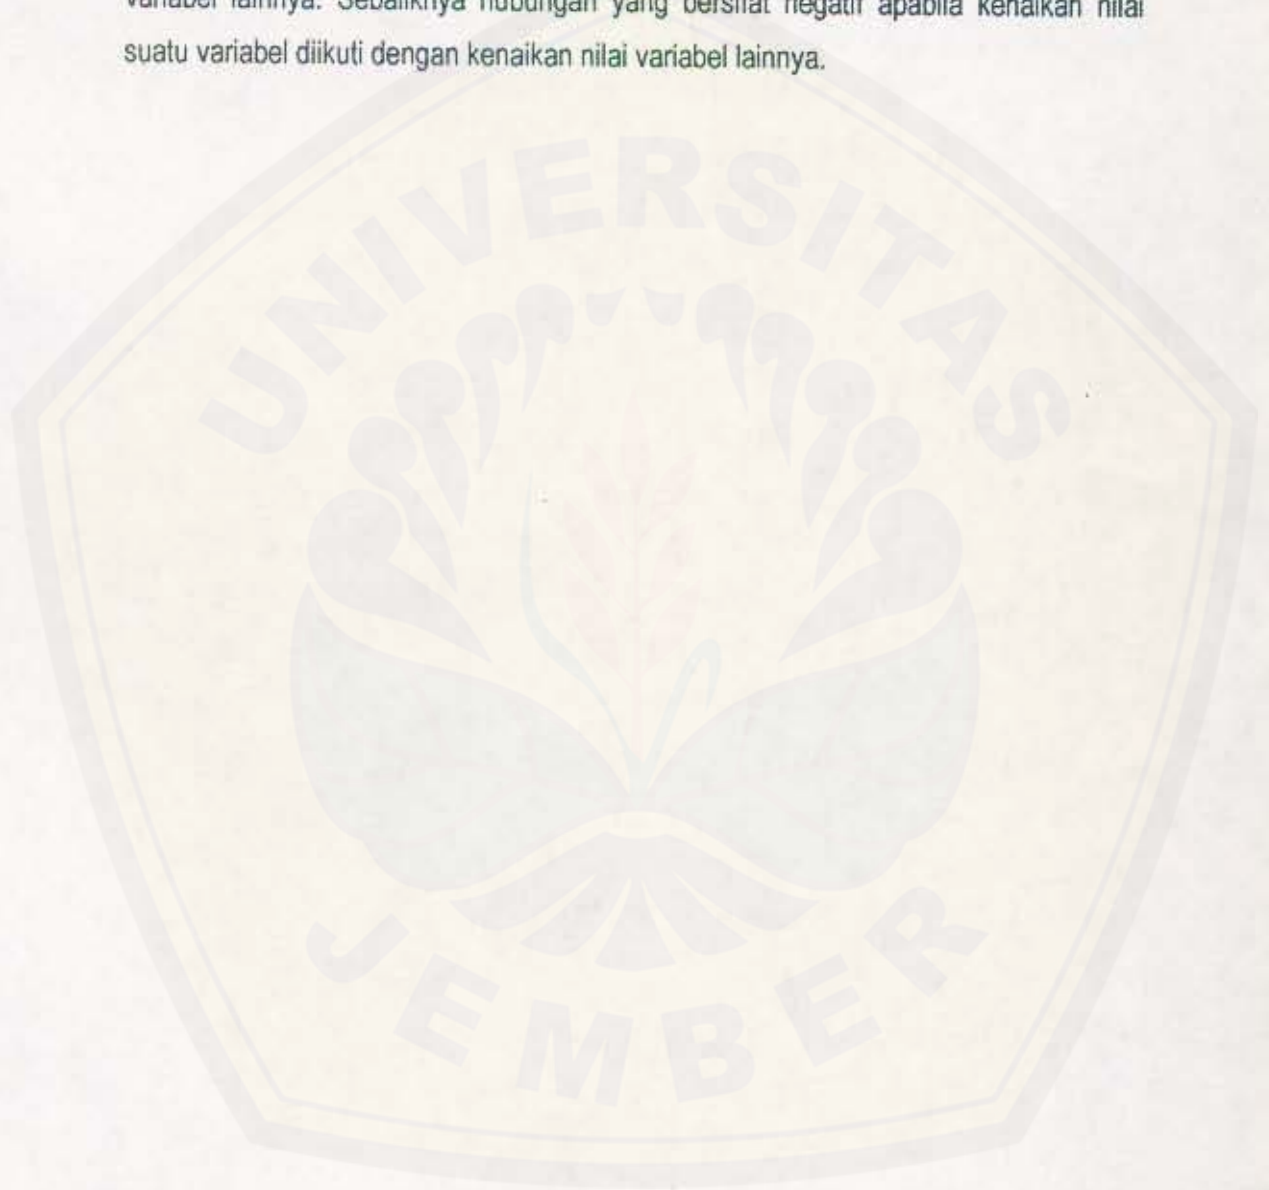 variabel lainnya. Sebaliknya hubungan yang bersifat negatif apabila kenaikan nilai
suatu variabel diikuti dengan kenaikan nilai variabel lainnya.
UNIVERSITAS
JEMBER